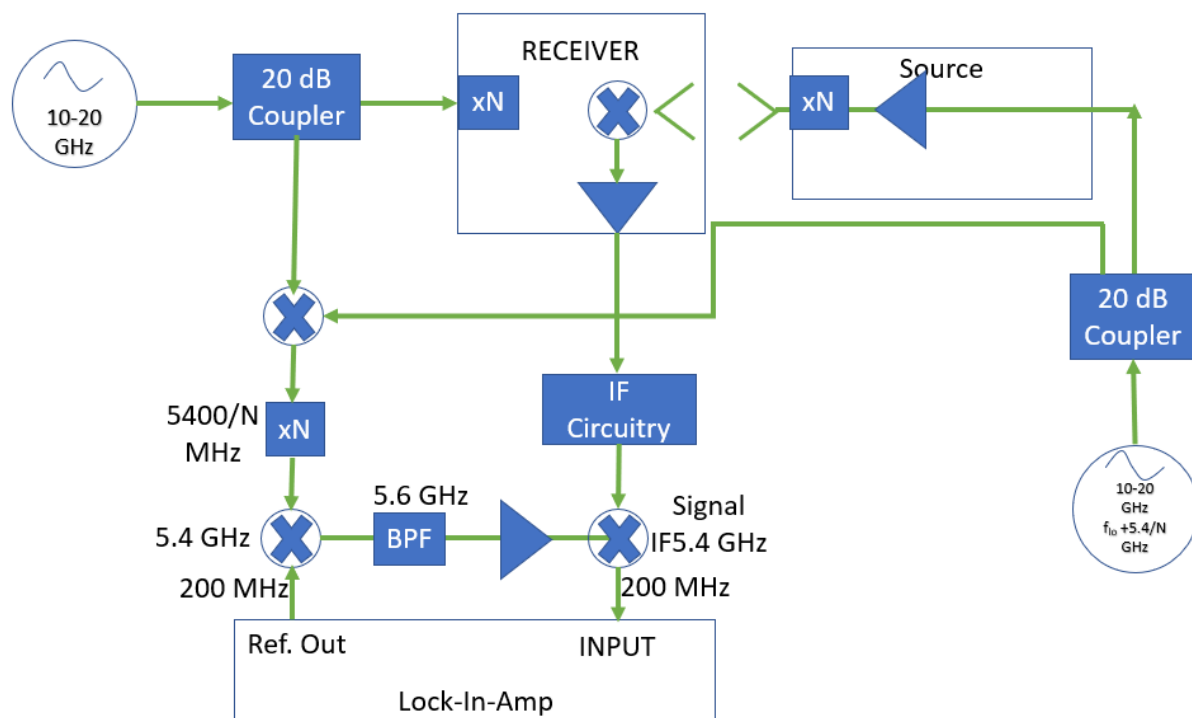 10-20
GHz
20 dB
Coupler
RECEIVER
xN
Source
xN
20 dB
Coupler
5400/N
MHz
xN
IF
Circuitry
10-20
GHz
flo +5.4/N
GHz
5.4 GHz
5.6 GHz
BPF
Signal
IF5.4 GHz
200 MHz
200 MHz
Ref. Out
INPUT
Lock-In-Amp